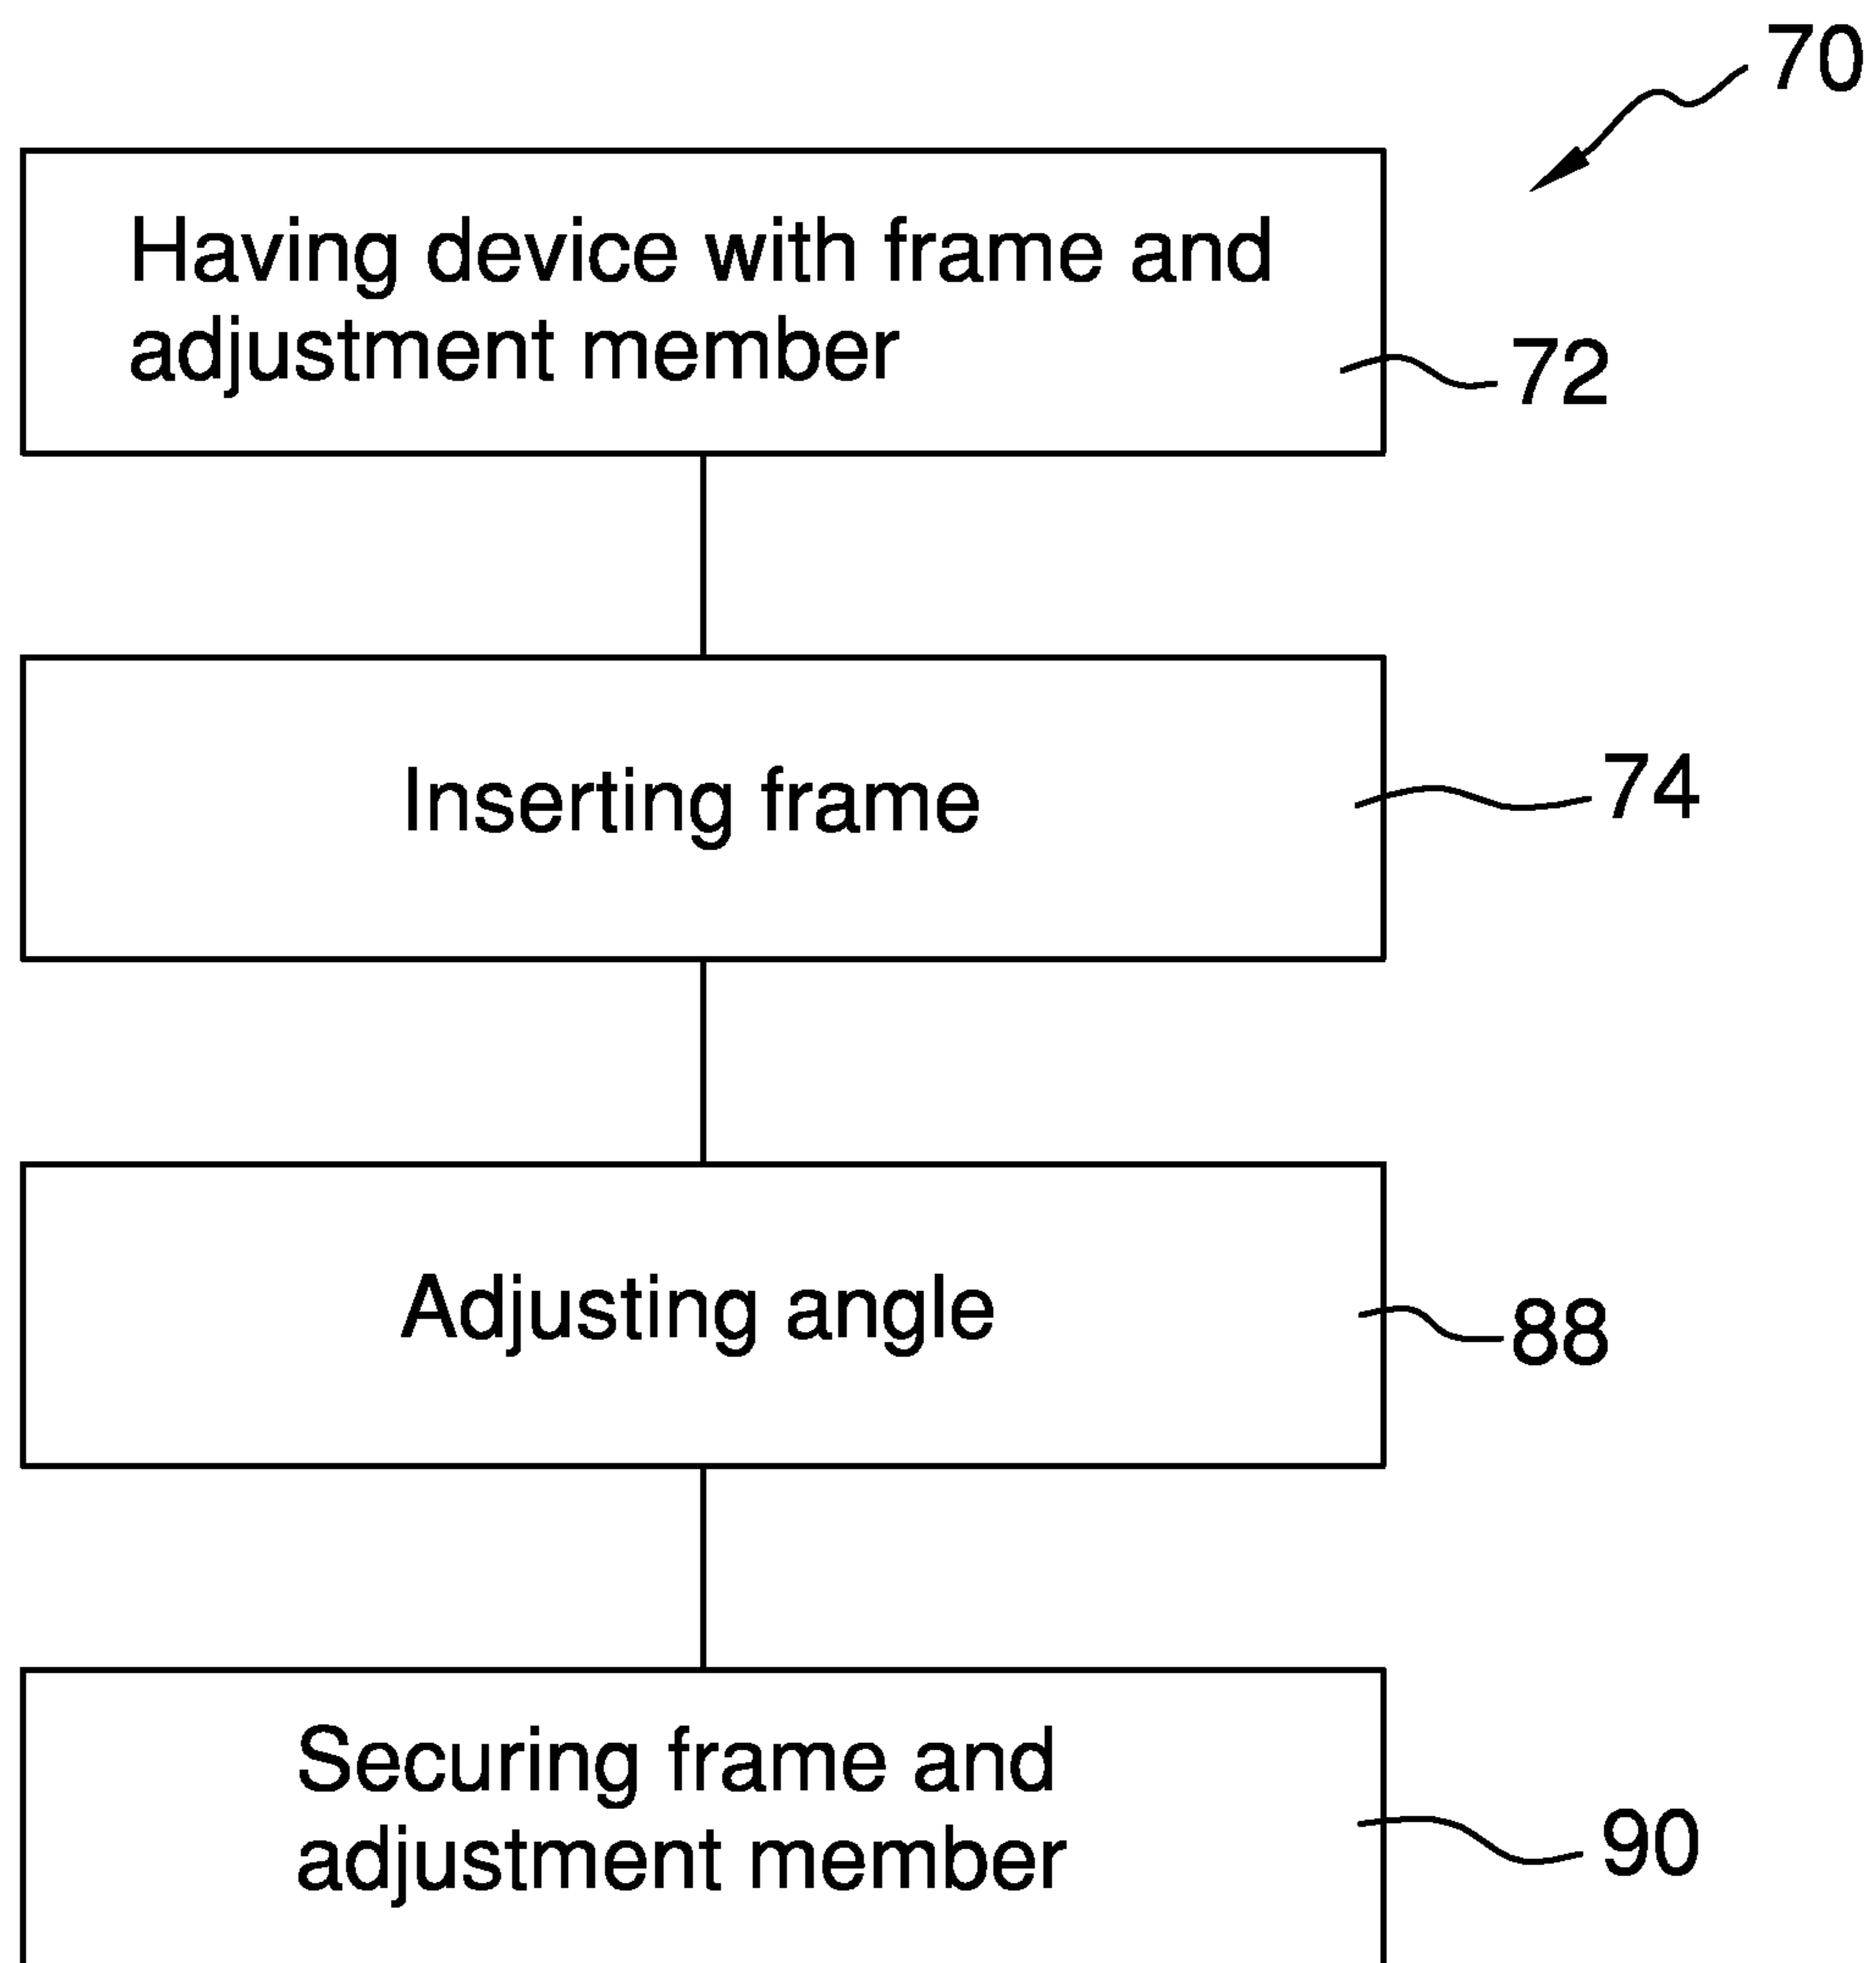 70
Having device with frame and
adjustment member
72
Inserting frame
74
Adjusting angle
88
Securing frame and
adjustment member
90